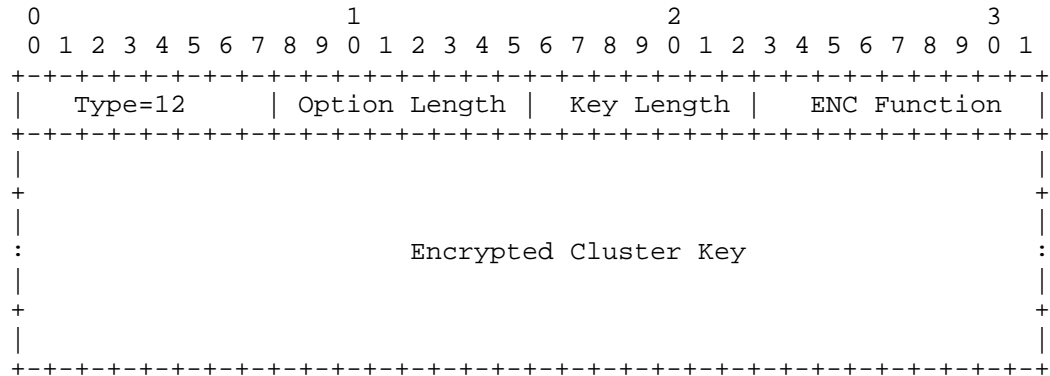 0                   1                   2                   3
 0 1 2 3 4 5 6 7 8 9 0 1 2 3 4 5 6 7 8 9 0 1 2 3 4 5 6 7 8 9 0 1
+-+-+-+-+-+-+-+-+-+-+-+-+-+-+-+-+-+-+-+-+-+-+-+-+-+-+-+-+-+-+-+-+
|   Type=12     | Option Length |  Key Length |   ENC Function  |
+-+-+-+-+-+-+-+-+-+-+-+-+-+-+-+-+-+-+-+-+-+-+-+-+-+-+-+-+-+-+-+-+
|                                                               |
+                                                               +
|                                                               |
:                        Encrypted Cluster Key                  :
|                                                               |
+                                                               +
|                                                               |
+-+-+-+-+-+-+-+-+-+-+-+-+-+-+-+-+-+-+-+-+-+-+-+-+-+-+-+-+-+-+-+-+